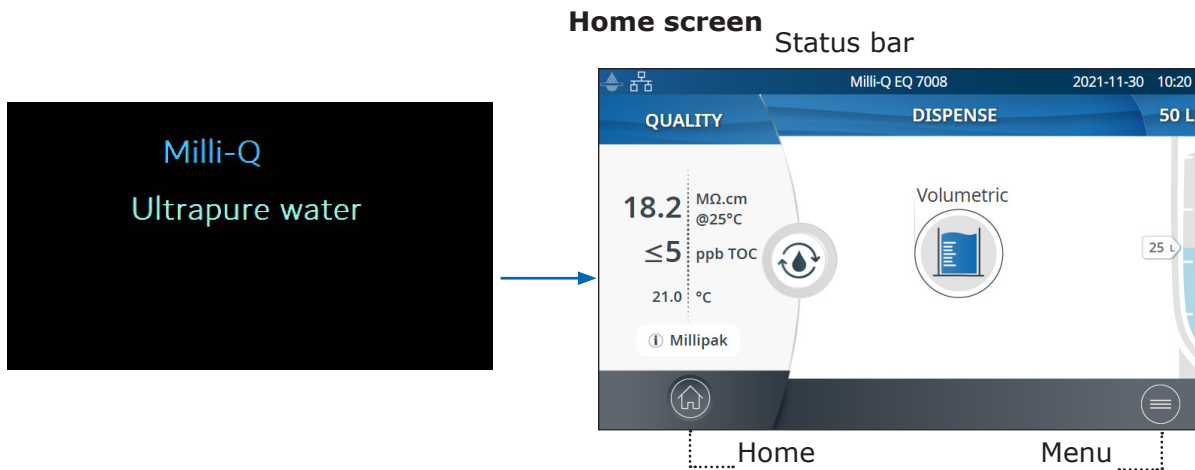 Home screen
Status bar
Milli-Q
Ultrapure water
Milli-Q EQ 7008 2021-11-30 10:20
QUALITY DISPENSE 50 L
18.2 MΩ.cm
@25°C
≤5 ppb TOC
21.0 °C
ⓘ Millipak
Volumetric
25 L
Home Menu